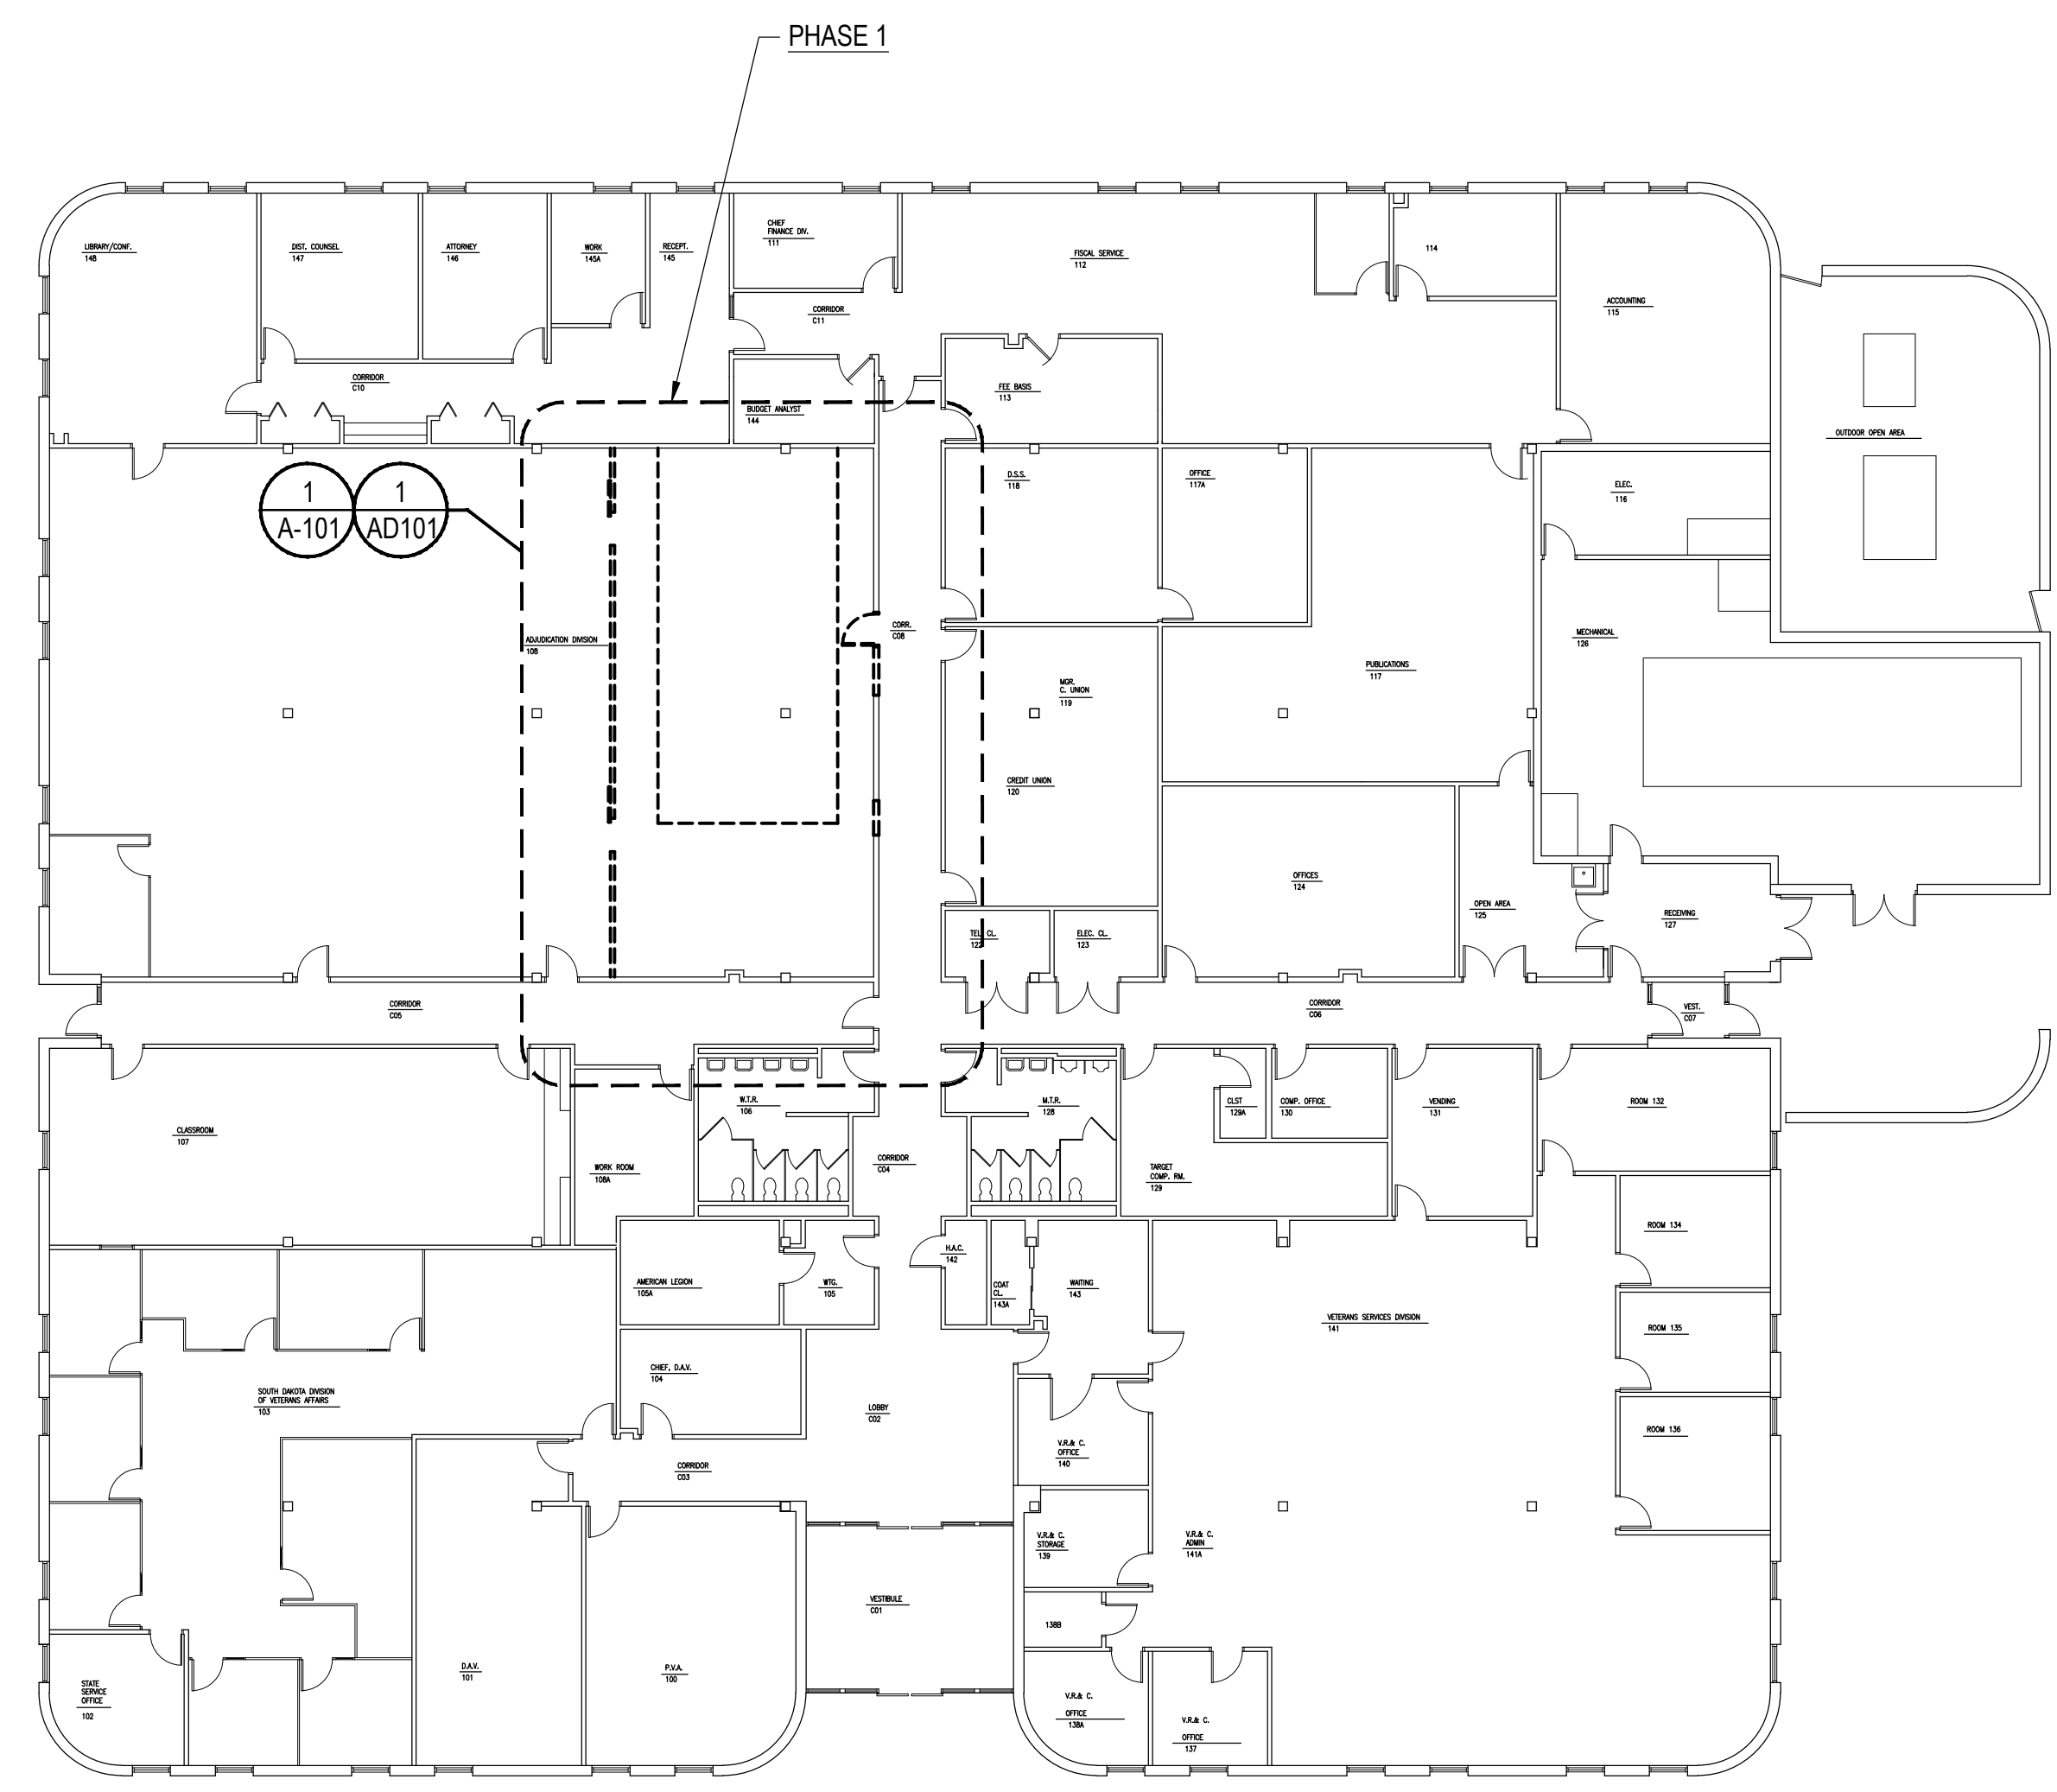 PHASE 1
LIBRARY/CONF.
148
DIST. COUNSEL
147
ATTORNEY
146
WORK
145A
RECEPT.
145
CHIEF
FINANCE DIV.
111
FISCAL SERVICE
112
114
ACCOUNTING
115
CORRIDOR
C11
CORRIDOR
C10
BUDGET ANALYST
144
FEE BASIS
113
OUTDOOR OPEN AREA
1
A-101
1
AD101
D.S.S.
118
OFFICE
117A
ELEC.
116
ADJUDICATION DIVISION
108
CORR.
C08
MECHANICAL
126
MGR.
C. UNION
119
PUBLICATIONS
117
CREDIT UNION
120
OFFICES
124
OPEN AREA
125
RECEIVING
127
TEL. CL.
122
ELEC. CL.
123
CORRIDOR
C05
CORRIDOR
C06
VEST.
C07
CLASSROOM
107
W.T.R.
106
M.T.R.
128
CLST
129A
COMP. OFFICE
130
VENDING
131
ROOM 132
WORK ROOM
108A
CORRIDOR
C04
TARGET
COMP. RM.
129
ROOM 134
AMERICAN LEGION
105A
WTG.
105
H.A.C.
142
COAT
CL.
143A
WAITING
143
VETERANS SERVICES DIVISION
141
ROOM 135
CHIEF, D.A.V.
104
SOUTH DAKOTA DIVISION
OF VETERANS AFFAIRS
103
LOBBY
C02
V.R.& C.
OFFICE
140
ROOM 136
CORRIDOR
C03
V.R.& C.
STORAGE
139
V.R.& C.
ADMIN
141A
VESTIBULE
C01
138B
STATE
SERVICE
OFFICE
102
D.A.V.
101
P.V.A.
100
V.R.& C.
OFFICE
138A
V.R.& C.
OFFICE
137